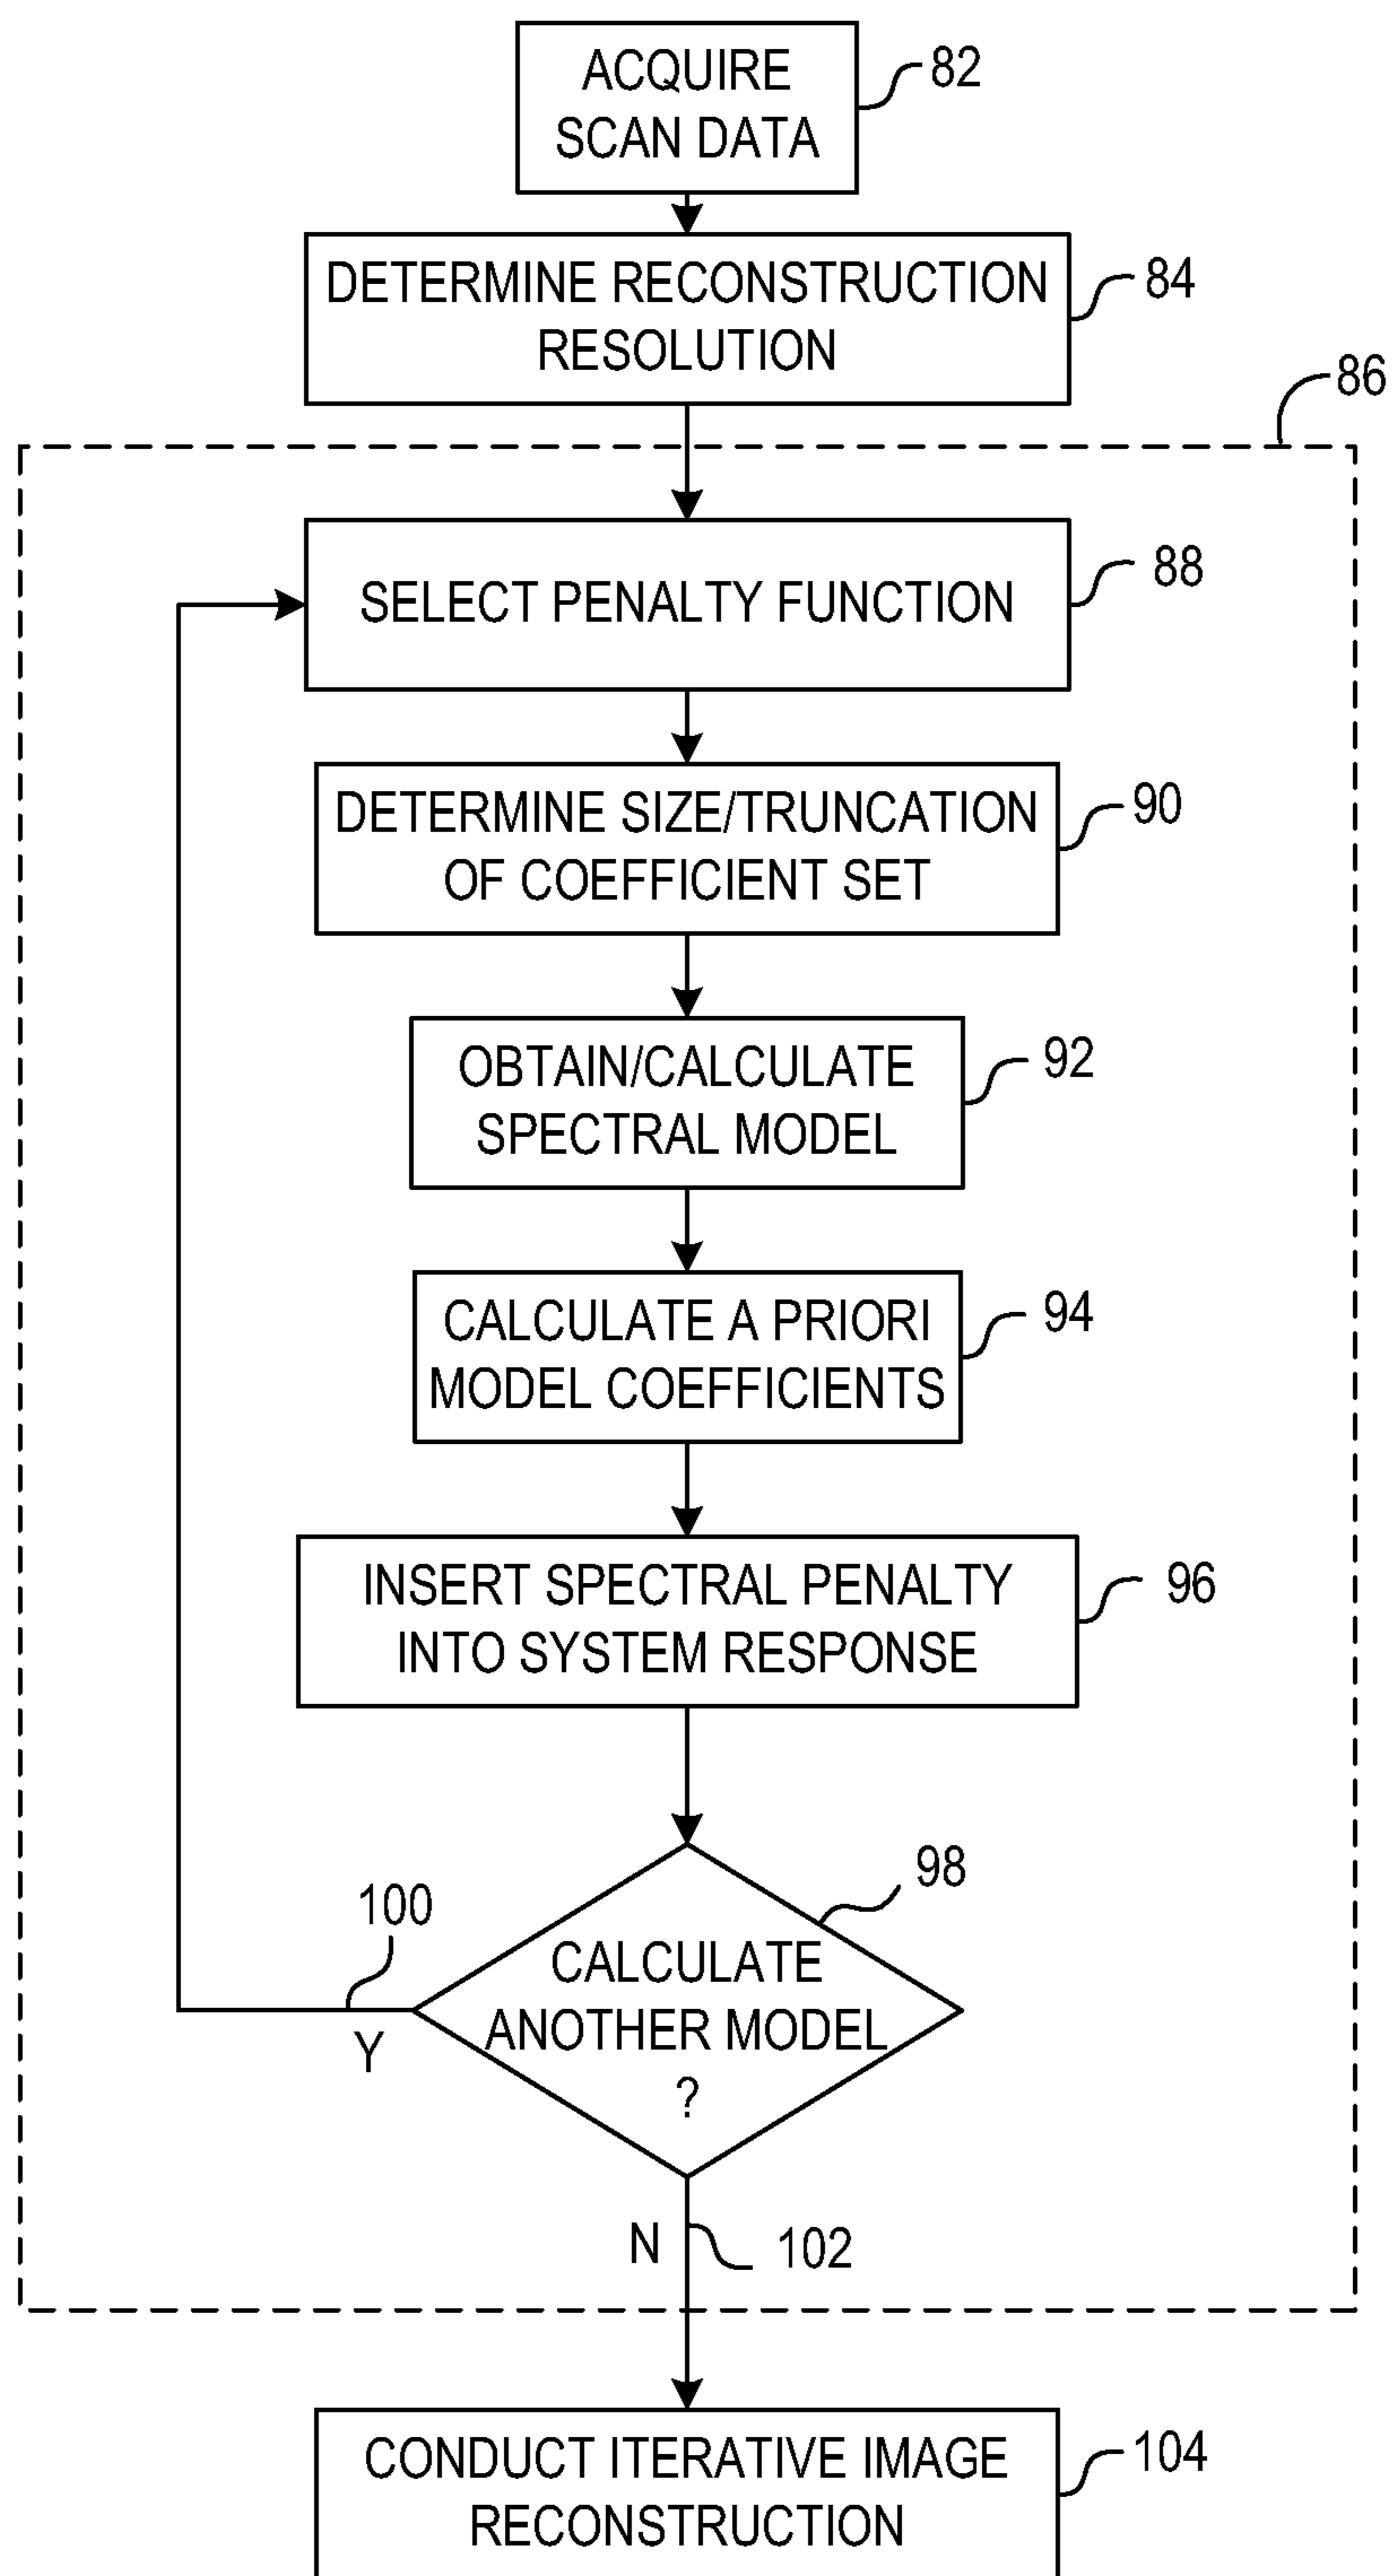 ACQUIRE
SCAN DATA
82
DETERMINE RECONSTRUCTION
RESOLUTION
84
86
SELECT PENALTY FUNCTION
88
DETERMINE SIZE/TRUNCATION
OF COEFFICIENT SET
90
OBTAIN/CALCULATE
SPECTRAL MODEL
92
CALCULATE A PRIORI
MODEL COEFFICIENTS
94
INSERT SPECTRAL PENALTY
INTO SYSTEM RESPONSE
96
98
100
CALCULATE
ANOTHER MODEL
?
Y
N
102
CONDUCT ITERATIVE IMAGE
RECONSTRUCTION
104